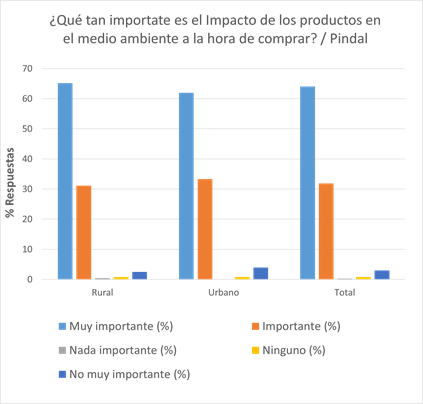 ¿Qué tan importate es el Impacto de los productos en
el medio ambiente a la hora de comprar? / Pindal
70
60
50
40
30
20
10
0
% Respuestas
Rural
Urbano
Total
Muy importante (%)
Importante (%)
Nada importante (%)
Ninguno (%)
No muy importante (%)